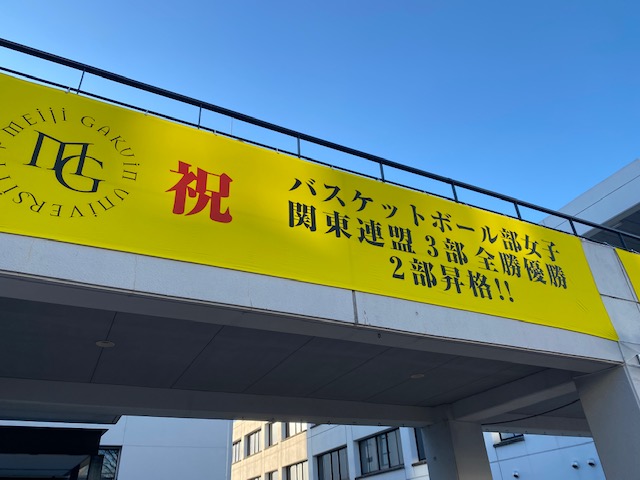 MEiji GAKUin UNiVERSiTY
MG
祝
バスケットボール部女子
関東連盟3部全勝優勝
2部昇格!!